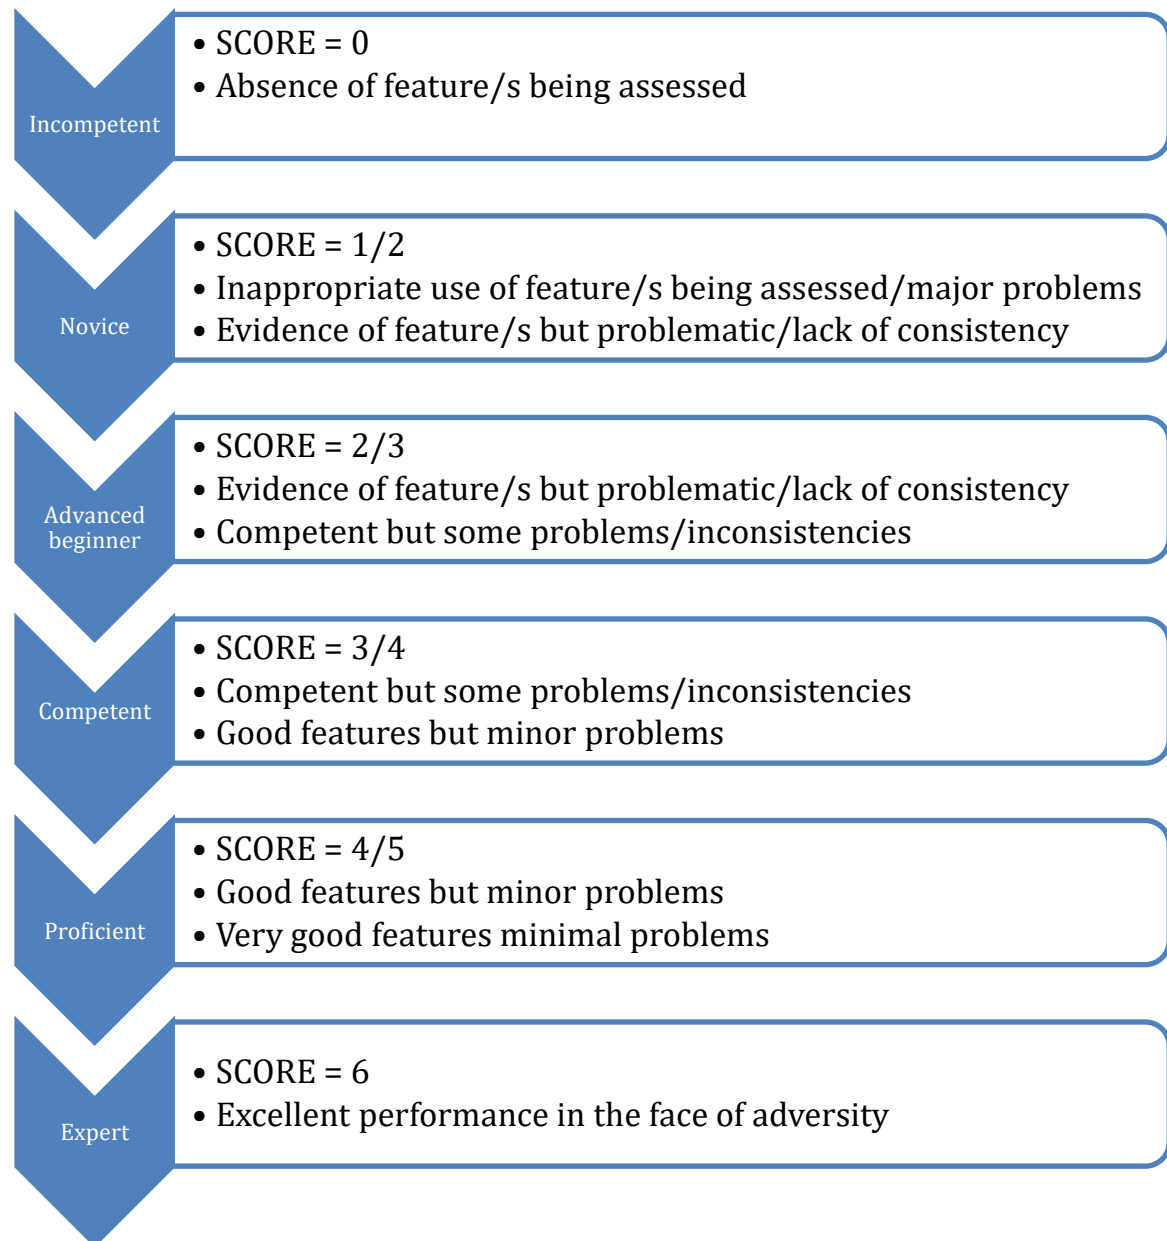 Incompetent
• SCORE = 0
• Absence of feature/s being assessed
Novice
• SCORE = 1/2
• Inappropriate use of feature/s being assessed/major problems
• Evidence of feature/s but problematic/lack of consistency
Advanced
beginner
• SCORE = 2/3
• Evidence of feature/s but problematic/lack of consistency
• Competent but some problems/inconsistencies
Competent
• SCORE = 3/4
• Competent but some problems/inconsistencies
• Good features but minor problems
Proficient
• SCORE = 4/5
• Good features but minor problems
• Very good features minimal problems
Expert
• SCORE = 6
• Excellent performance in the face of adversity